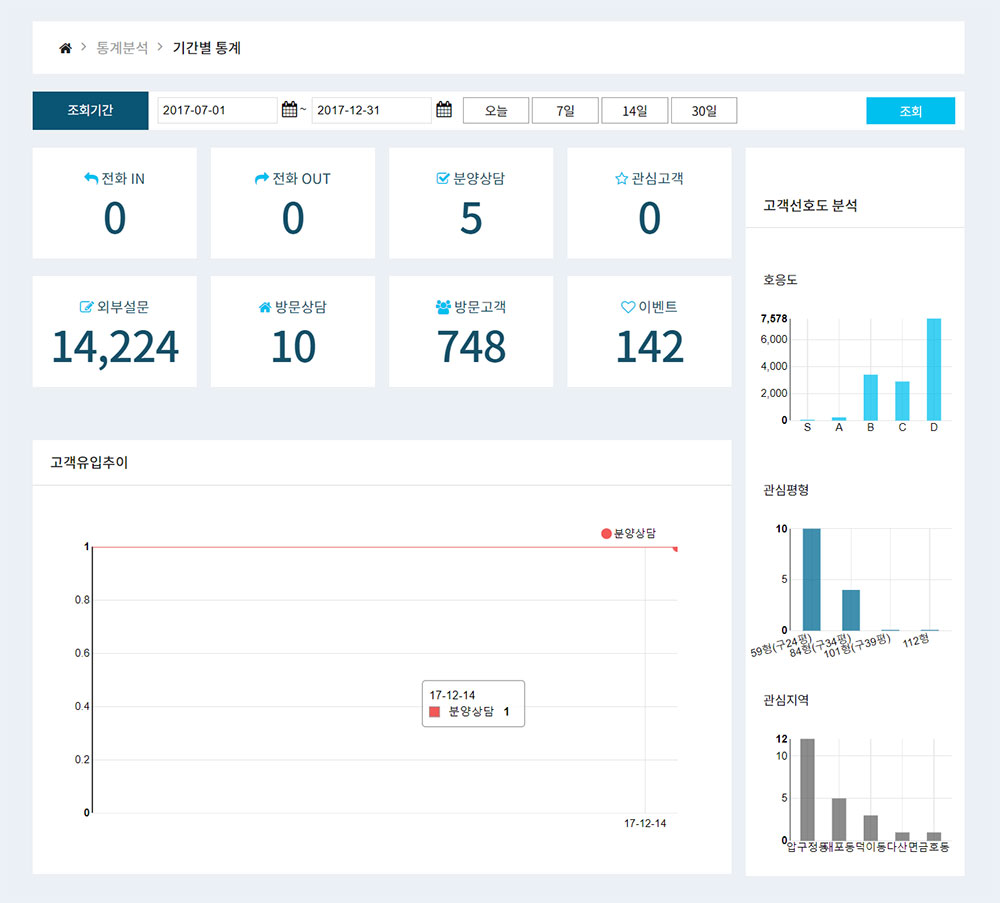 통계분석 > 기간별 통계
조회기간 2017-07-01 ~ 2017-12-31 오늘 7일 14일 30일 조회
전화 IN
0
전화 OUT
0
분양상담
5
관심고객
0
외부설문
14,224
방문상담
10
방문고객
748
이벤트
142
고객유입추이
분양상담
1
0.8
0.6
0.4
0.2
0
17-12-14
분양상담 1
17-12-14
고객선호도 분석
호응도
7,578
6,000
4,000
2,000
0
S A B C D
관심평형
10
5
0
59형(구24평) 84형(구34평) 101형(구39평) 112형
관심지역
12
10
5
0
압구정동 대포동 덕이동 다산면 금호동